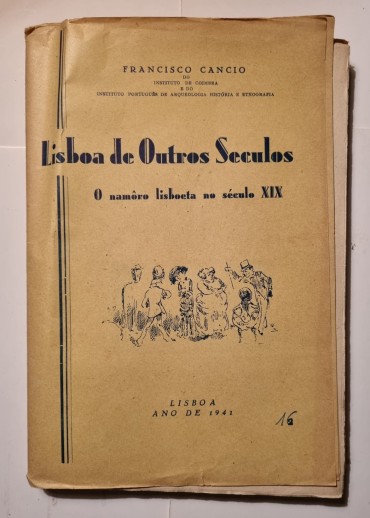 FRANCISCO CANCIO
DO
INSTITUTO DE COIMBRA
E DO
INSTITUTO PORTUGUÊS DE ARQUEOLOGIA HISTÓRIA E ETNOGRAFIA
Lisboa de Outros Seculos
O namôro lisboeta no século XIX
LISBOA
ANO DE 1941